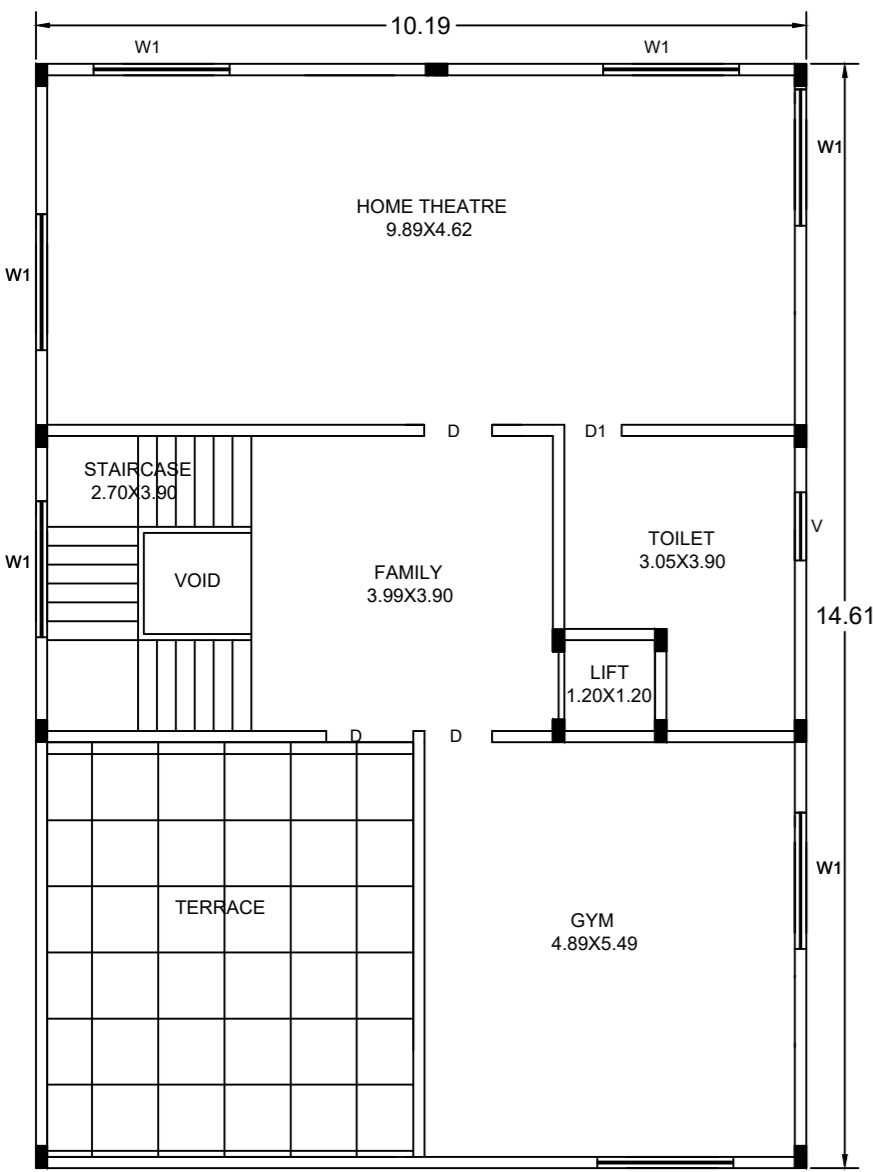 10.19
W1
W1
W1
HOME THEATRE
9.89X4.62
W1
D
D1
STAIRCASE
2.70X3.90
V
TOILET
3.05X3.90
W1
FAMILY
3.99X3.90
VOID
14.61
LIFT
1.20X1.20
D
D
W1
TERRACE
GYM
4.89X5.49